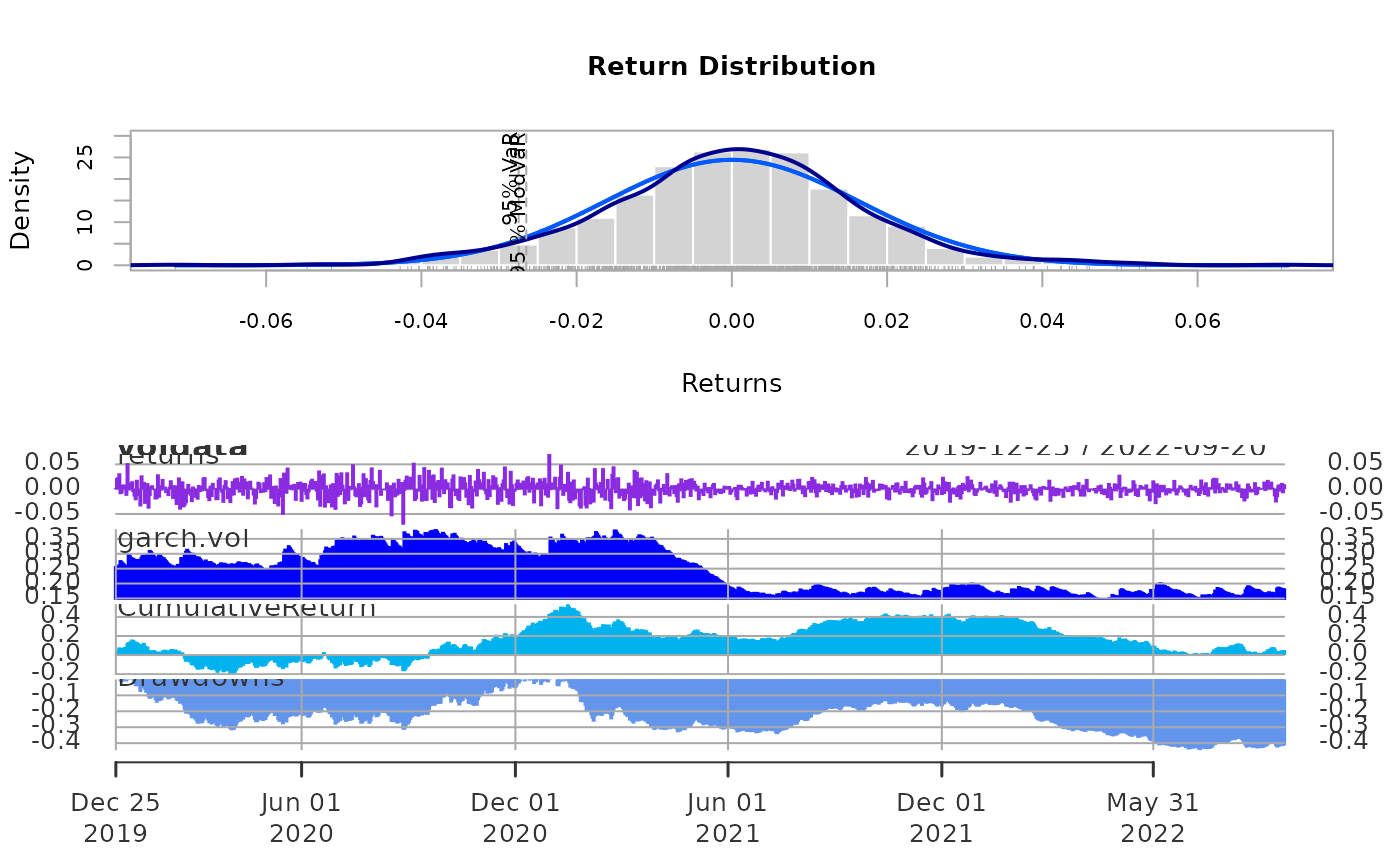 Return Distribution
Density
25
10
0
95% VaR
95% ModVaR
-0.06 -0.04 -0.02 0.00 0.02 0.04 0.06
Returns
voldata 2019-12-25 / 2022-09-20
returns
0.05 0.05
0.00 0.00
-0.05 -0.05
garch.vol
0.35 0.35
0.30 0.30
0.25 0.25
0.20 0.20
0.15 0.15
CumulativeReturn
0.4 0.4
0.2 0.2
0.0 0.0
-0.2 -0.2
Drawdowns
-0.1 -0.1
-0.2 -0.2
-0.3 -0.3
-0.4 -0.4
Dec 25 Jun 01 Dec 01 Jun 01 Dec 01 May 31
2019 2020 2020 2021 2021 2022